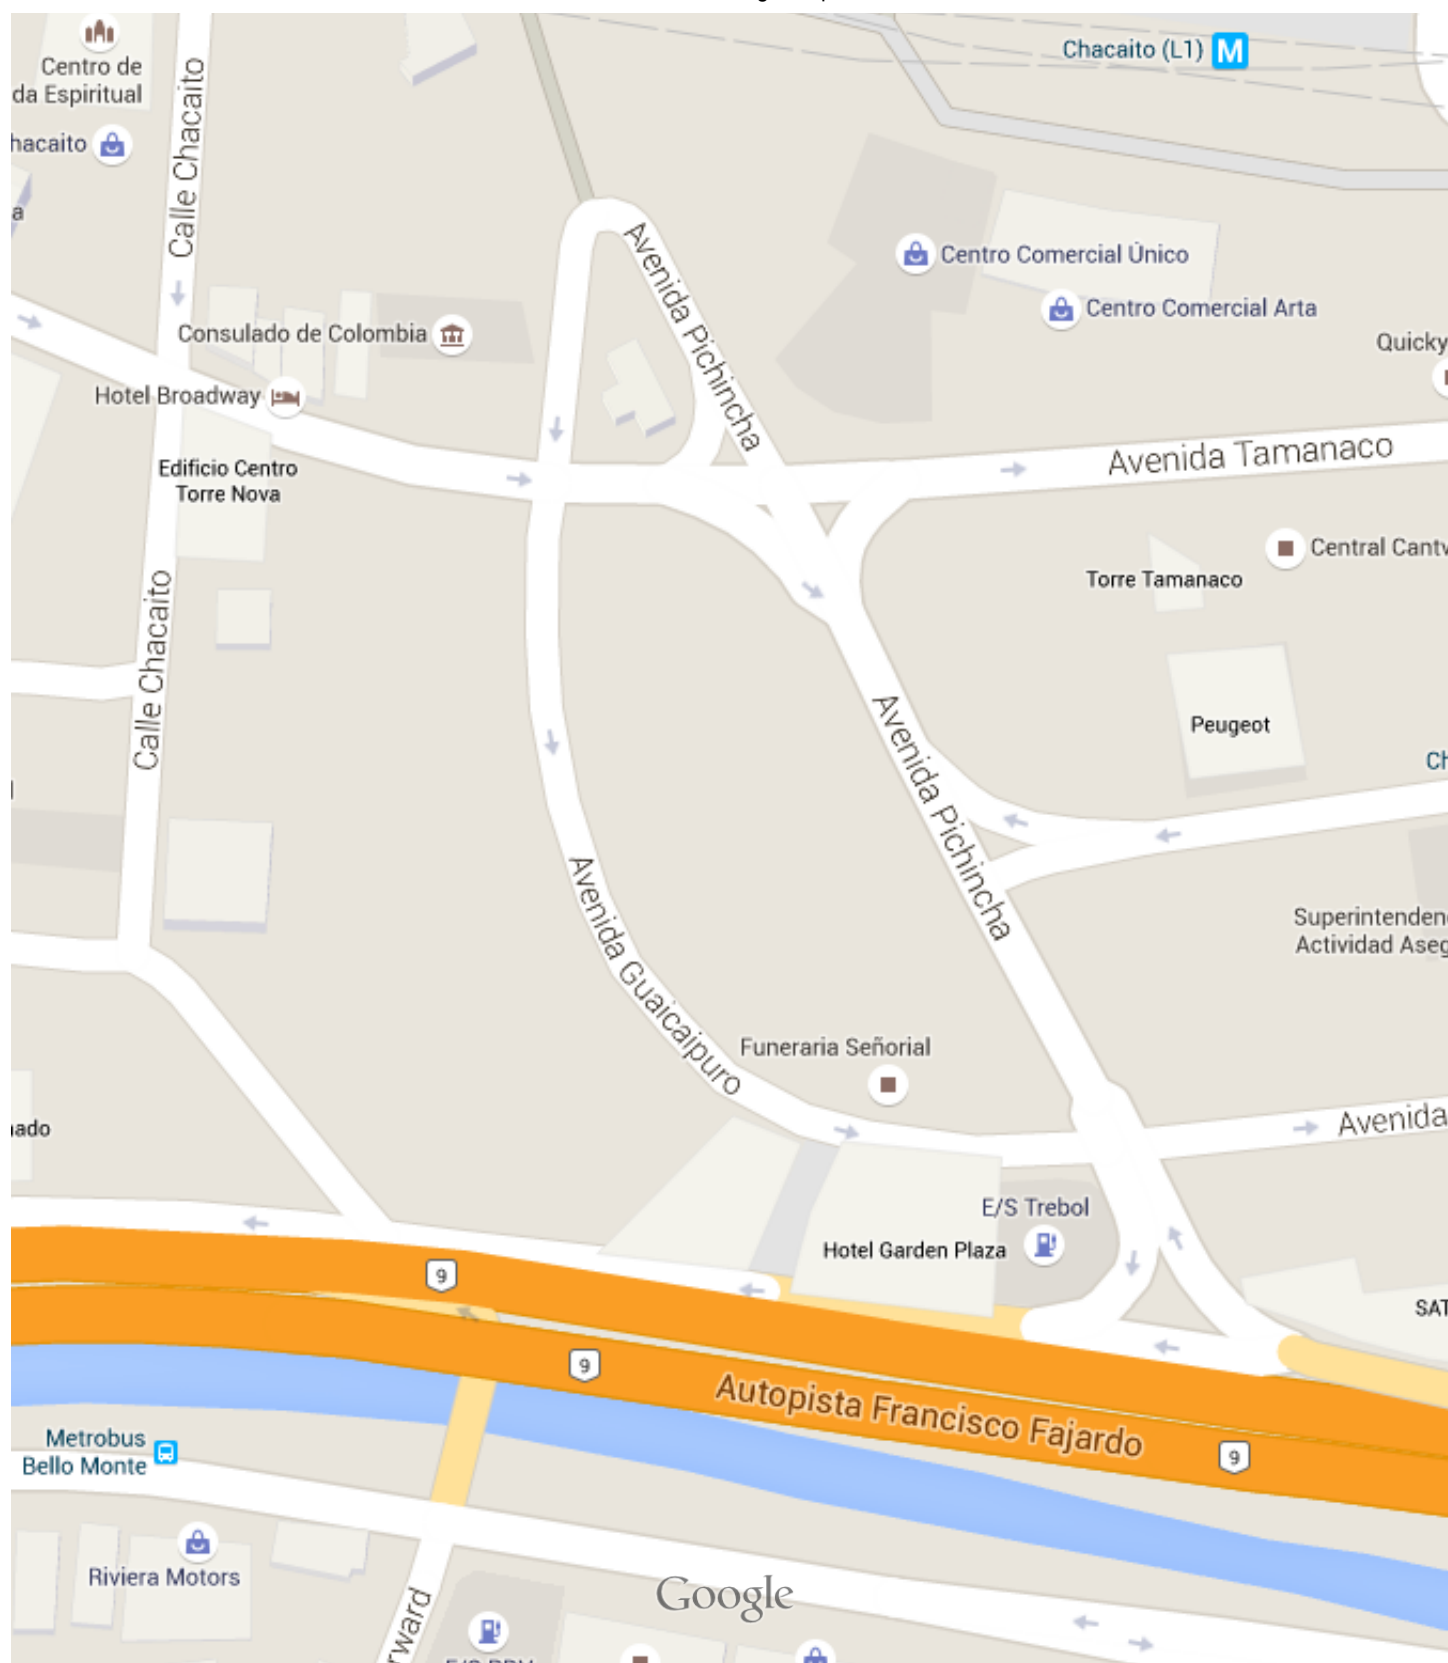 Chacaito (L1) M
Centro de
da Espiritual
hacaito
a
Calle Chacaito
Avenida Pichincha
Centro Comercial Único
Centro Comercial Arta
Consulado de Colombia
Quicky
Hotel Broadway
Avenida Tamanaco
Edificio Centro
Torre Nova
Central Cantv
Torre Tamanaco
Calle Chacaito
Peugeot
Ch
Avenida Pichincha
Avenida Guaicaipuro
Superintenden
Actividad Aseg
Funeraria Señorial
ado
Avenida
E/S Trebol
Hotel Garden Plaza
9
SAT
9
Autopista Francisco Fajardo
9
Metrobus
Bello Monte
Riviera Motors
Google
rward